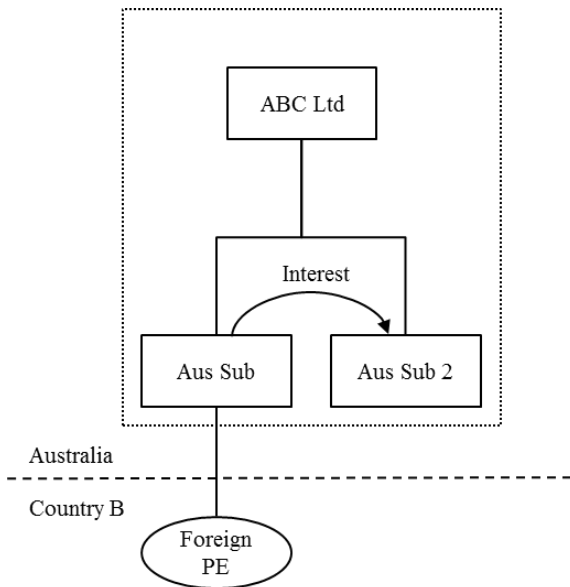 ABC Ltd
Interest
Aus Sub
Aus Sub 2
Australia
Country B
Foreign
PE